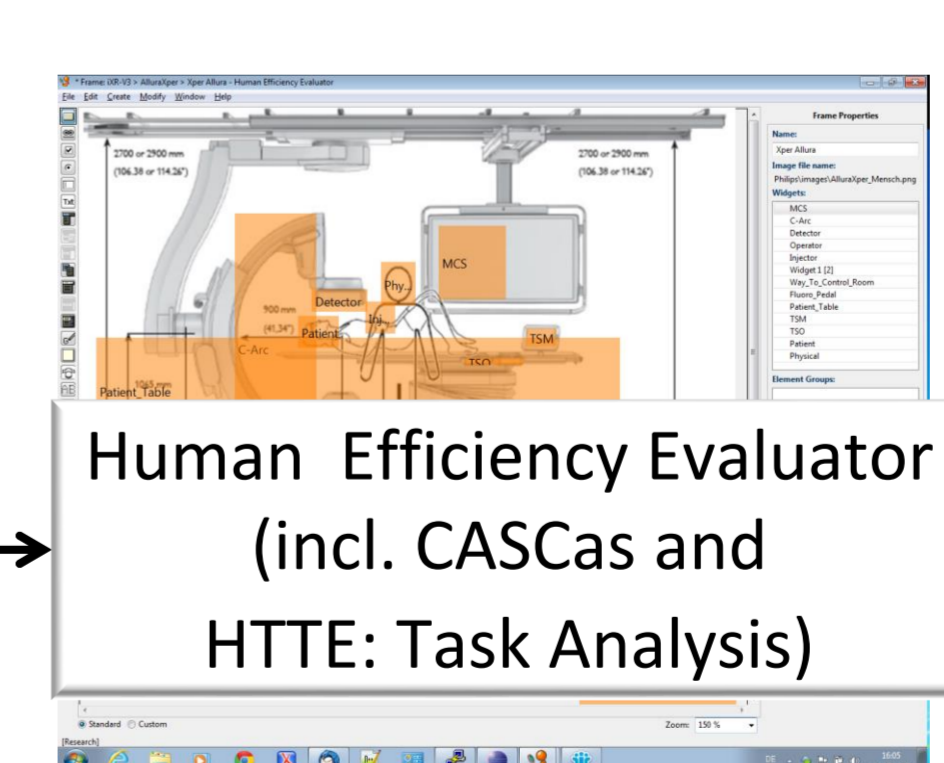 * Frame: iXR-V3 > AlluraXper > Xper Allura - Human Efficiency Evaluator
File Edit Create Modify Window Help
Frame Properties
Name:
Xper Allura
Image file name:
Philips\images\AlluraXper_Mensch.png
Widgets:
MCS
C-Arc
Detector
Operator
Injector
Widget 1 [2]
Way_To_Control_Room
Fluoro_Pedal
Patient_Table
TSM
TSO
Patient
Physical
Element Groups:
Txt
2700 or 2900 mm
(106.38 or 114.26")
2700 or 2900 mm
(106.38 or 114.26")
MCS
Phy...
Detector
Inj...
900 mm
(41,34")
Patient
C-Arc
TSM
TSO
1065 mm
Patient_Table
Human Efficiency Evaluator
(incl. CASCas and
HTTE: Task Analysis)
Standard Custom
Zoom: 150 %
[Research]
DE
16:05